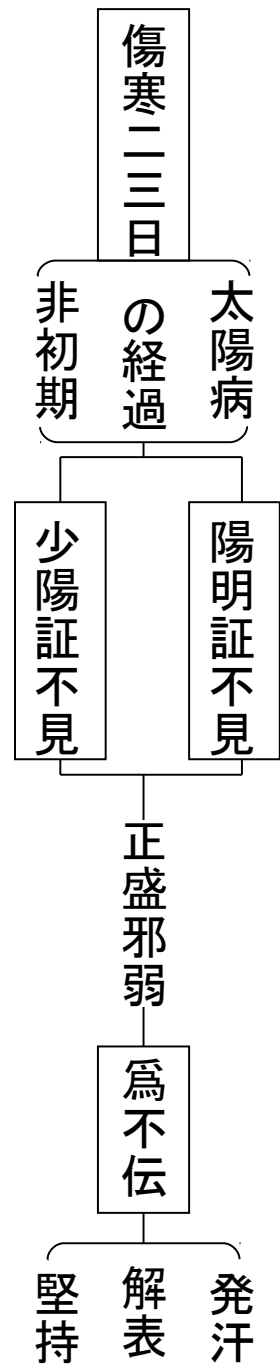 傷寒二三日
太陽病
の経過
非初期
陽明証不見
少陽証不見
正盛邪弱
爲不伝
発汗
解表
堅持